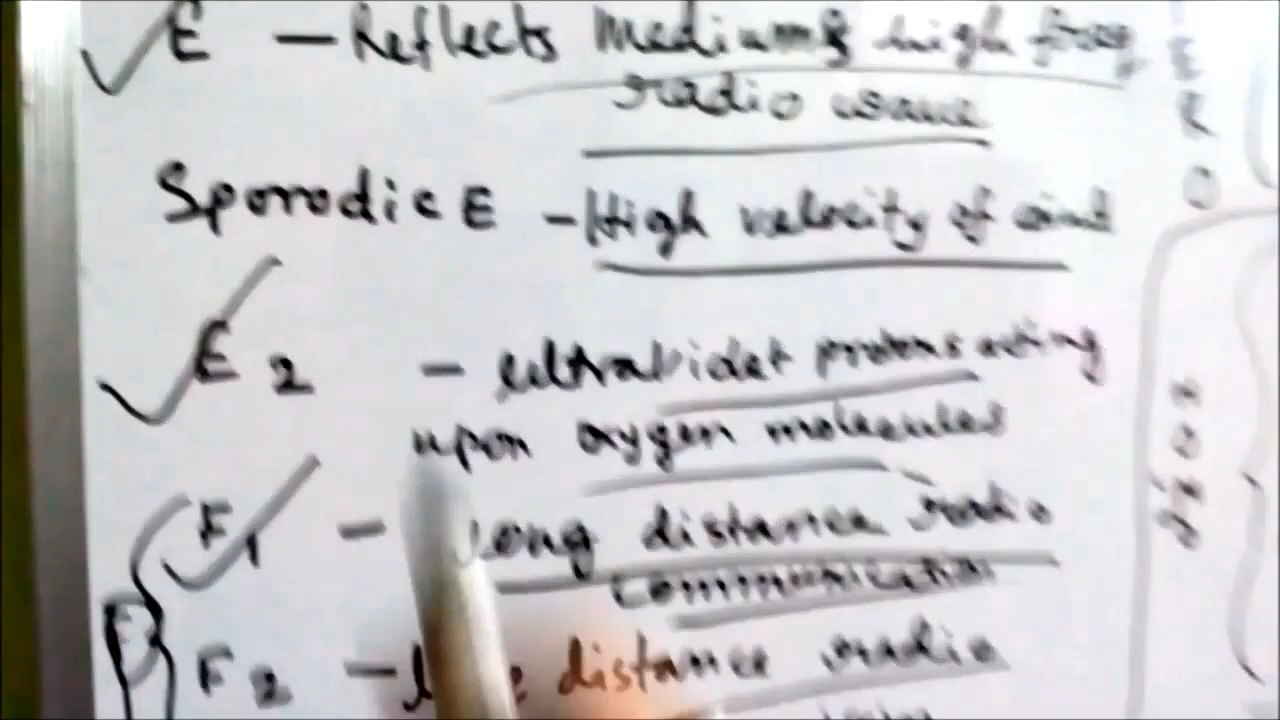 E - Reflects medium & high freq
radio wave
Sporodic E - High velocity of wind
E2 - ultraviolet protons acting
upon oxygen molecules
F1 - Long distance radio
communication
F2 - distance radio